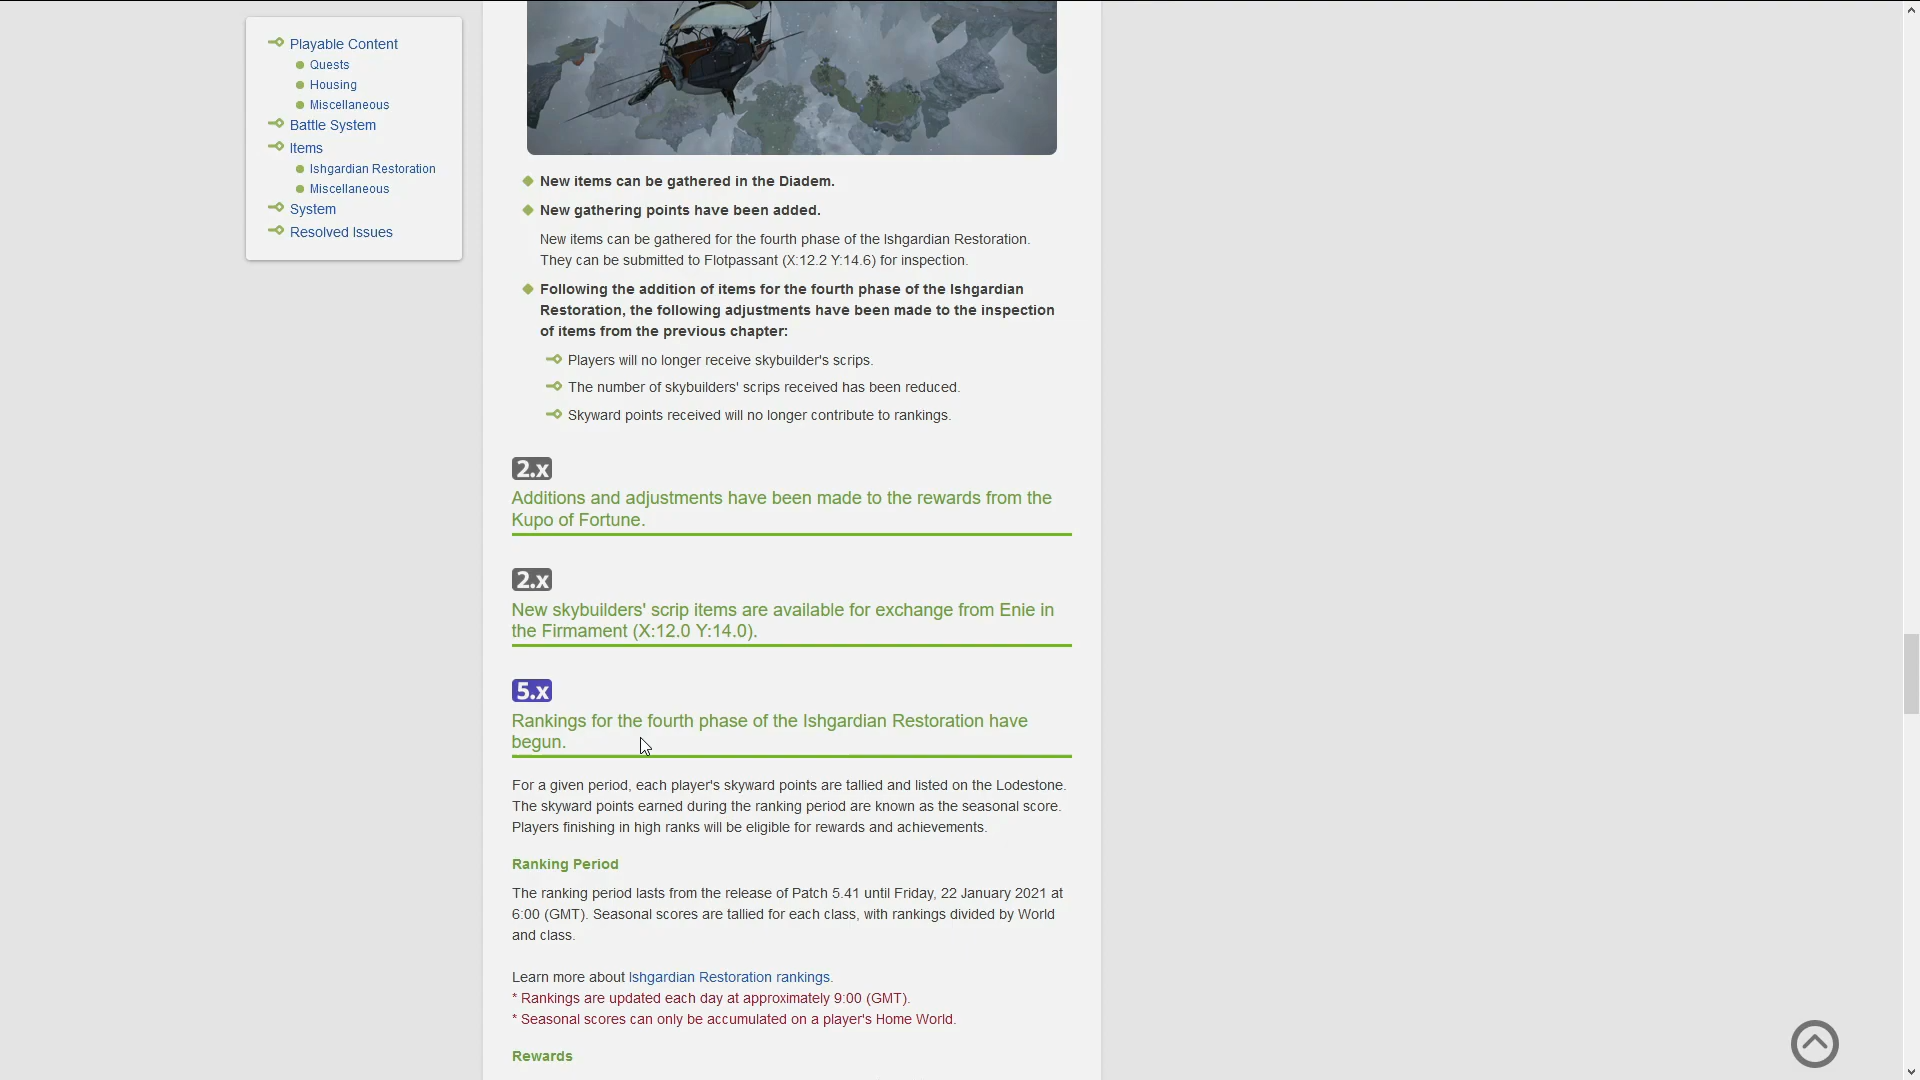 Playable Content
Quests
Housing
Miscellaneous
Battle System
Items
Ishgardian Restoration
Miscellaneous
System
Resolved Issues
New items can be gathered in the Diadem.
New gathering points have been added.
New items can be gathered for the fourth phase of the Ishgardian Restoration.
They can be submitted to Flotpassant (X:12.2 Y:14.6) for inspection.
Following the addition of items for the fourth phase of the Ishgardian
Restoration, the following adjustments have been made to the inspection
of items from the previous chapter:
Players will no longer receive skybuilder's scrips.
The number of skybuilders' scrips received has been reduced.
Skyward points received will no longer contribute to rankings.
2.x
Additions and adjustments have been made to the rewards from the
Kupo of Fortune.
2.x
New skybuilders' scrip items are available for exchange from Enie in
the Firmament (X:12.0 Y:14.0).
5.x
Rankings for the fourth phase of the Ishgardian Restoration have
begun.
For a given period, each player's skyward points are tallied and listed on the Lodestone.
The skyward points earned during the ranking period are known as the seasonal score.
Players finishing in high ranks will be eligible for rewards and achievements.
Ranking Period
The ranking period lasts from the release of Patch 5.41 until Friday, 22 January 2021 at
6:00 (GMT). Seasonal scores are tallied for each class, with rankings divided by World
and class.
Learn more about Ishgardian Restoration rankings.
* Rankings are updated each day at approximately 9:00 (GMT).
* Seasonal scores can only be accumulated on a player's Home World.
Rewards